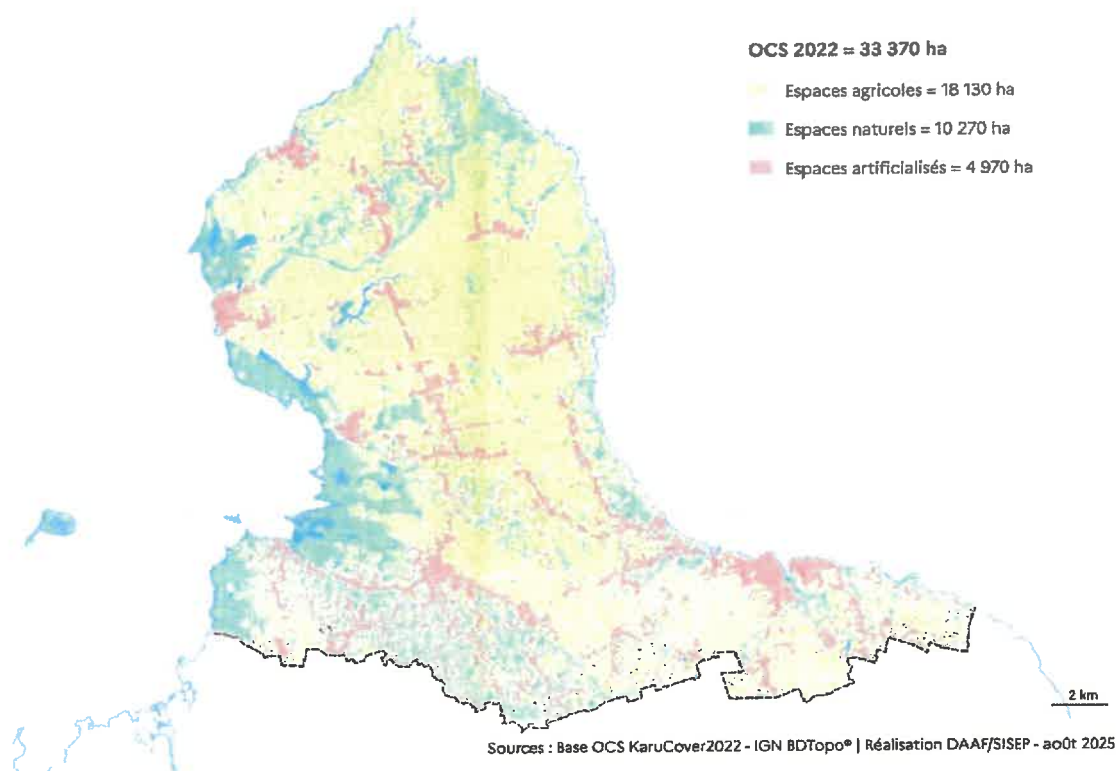 OCS 2022 = 33 370 ha
Espaces agricoles = 18 130 ha
Espaces naturels = 10 270 ha
Espaces artificialisés = 4 970 ha
2 km
Sources : Base OCS KaruCover2022 - IGN BDTopo® | Réalisation DAAF/SISEP - août 2025